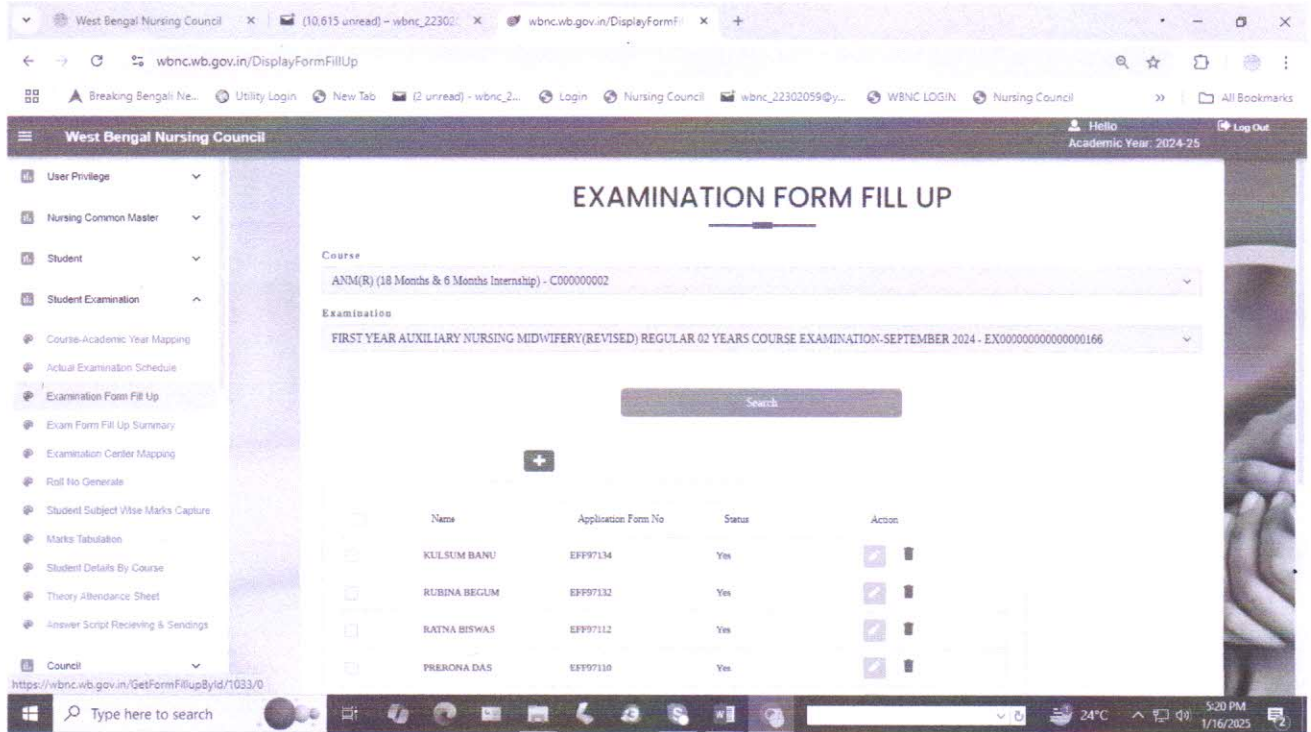 West Bengal Nursing Council
(10,615 unread) – wbnc_22302
wbnc.wb.gov.in/DisplayFormFi
wbnc.wb.gov.in/DisplayFormFillUp
Breaking Bengali Ne...
Utility Login
New Tab
(2 unread) - wbnc_2...
Login
Nursing Council
wbnc_22302059@y...
WBNC LOGIN
Nursing Council
All Bookmarks
West Bengal Nursing Council
Hello
Log Out
Academic Year: 2024-25
User Privilege
Nursing Common Master
Student
Student Examination
Course-Academic Year Mapping
Actual Examination Schedule
Examination Form Fill Up
Exam Form Fill Up Summary
Examination Center Mapping
Roll No Generate
Student Subject Wise Marks Capture
Marks Tabulation
Student Details By Course
Theory Attendance Sheet
Answer Script Recieving & Sendings
Council
https://wbnc.wb.gov.in/GetFormFillupById/1033/0
EXAMINATION FORM FILL UP
Course
ANM(R) (18 Months & 6 Months Internship) - C000000002
Examination
FIRST YEAR AUXILIARY NURSING MIDWIFERY(REVISED) REGULAR 02 YEARS COURSE EXAMINATION-SEPTEMBER 2024 - EX000000000000000166
Search
Name Application Form No Status Action
KULSUM BANU EFF97134 Yes
RUBINA BEGUM EFF97132 Yes
RATNA BISWAS EFF97112 Yes
PRERONA DAS EFF97110 Yes
Type here to search
24°C
5:20 PM
1/16/2025